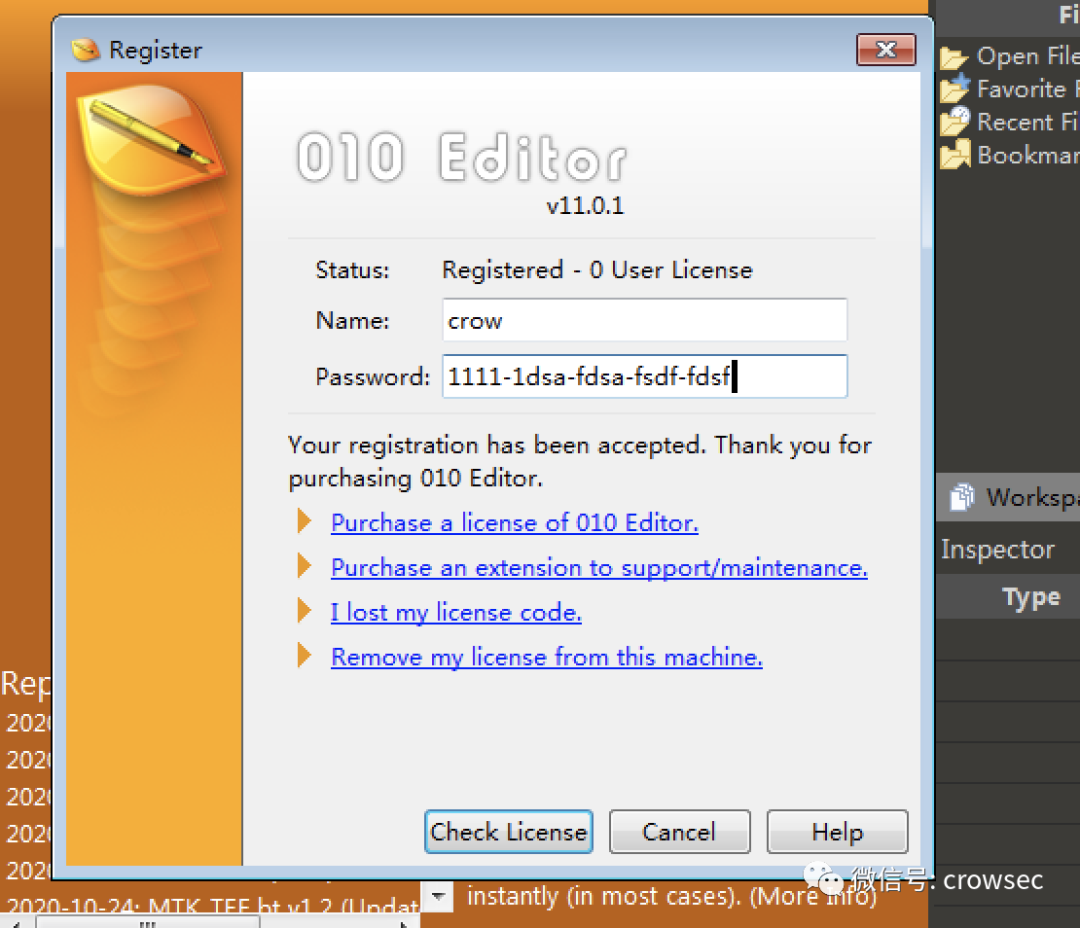 Register
010 Editor
v11.0.1
Status: Registered - 0 User License
Name: crow
Password: 1111-1dsa-fdsa-fsdf-fdsf
Your registration has been accepted. Thank you for
purchasing 010 Editor.
Purchase a license of 010 Editor.
Purchase an extension to support/maintenance.
I lost my license code.
Remove my license from this machine.
Check License Cancel Help
Fi
Open File
Favorite F
Recent Fi
Bookmar
Workspa
Inspector
Type
Rep
2020
2020
2020
2020
2020
2020-10-24: MTK_TEE.bt v1.2 (Updat
instantly (in most cases). (More Info)
微信号: crowsec